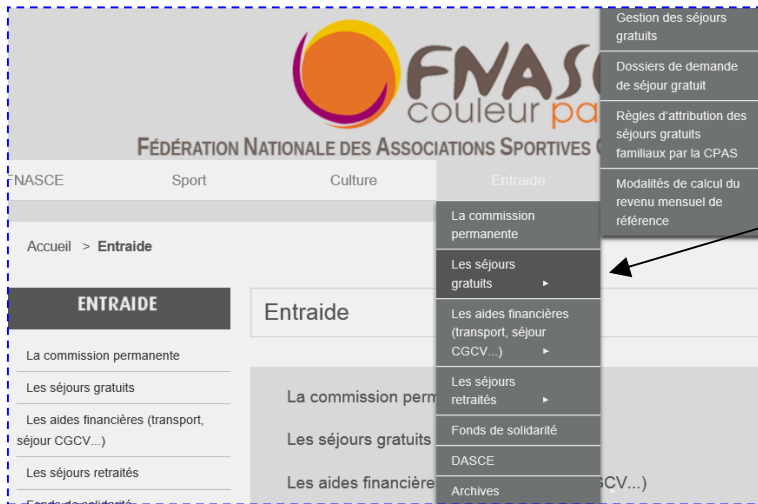 FNASC
couleur pa
FÉDÉRATION NATIONALE DES ASSOCIATIONS SPORTIVES
Gestion des séjours
gratuits
Dossiers de demande
de séjour gratuit
Règles d'attribution des
séjours gratuits
familiaux par la CPAS
Modalités de calcul du
revenu mensuel de
référence
FNASCE
Sport
Culture
Entraide
La commission
permanente
Les séjours
gratuits ►
Les aides financières
(transport, séjour
CGCV...) ►
Les séjours
retraités ►
Fonds de solidarité
DASCE
Archives
Accueil > Entraide
ENTRAIDE
La commission permanente
Les séjours gratuits
Les aides financières (transport,
séjour CGCV...)
Les séjours retraités
Fonds de solidarité
Entraide
La commission perm
Les séjours gratuits
Les aides financière
CV...)